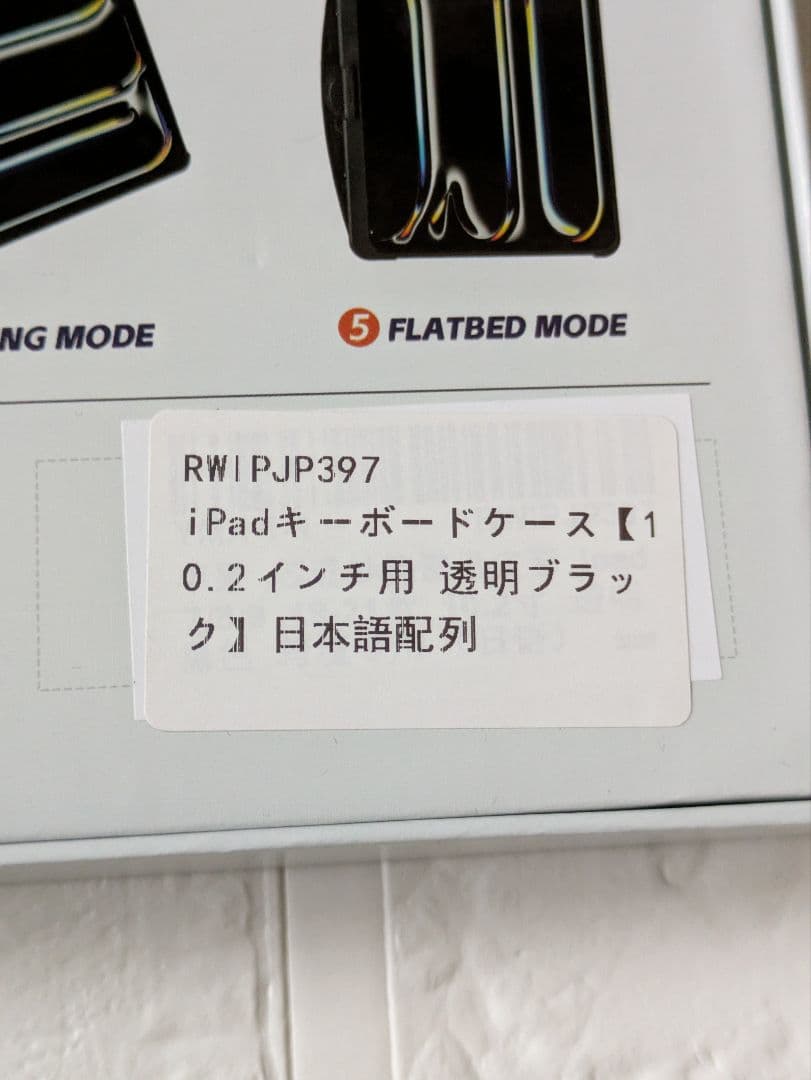 NG MODE
5 FLATBED MODE
RWIPJP397
iPadキーボードケース【1
0.2インチ用 透明ブラッ
ク】日本語配列